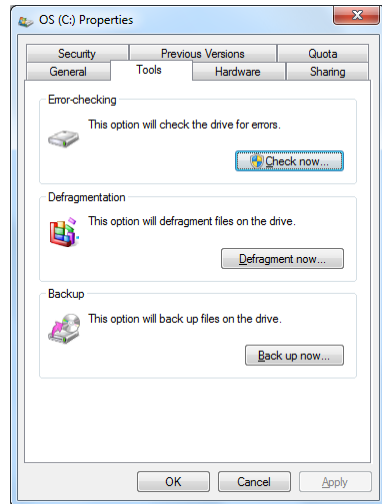 OS (C:) Properties
Security Previous Versions Quota
General Tools Hardware Sharing
Error-checking
This option will check the drive for errors.
Check now...
Defragmentation
This option will defragment files on the drive.
Defragment now...
Backup
This option will back up files on the drive.
Back up now...
OK Cancel Apply